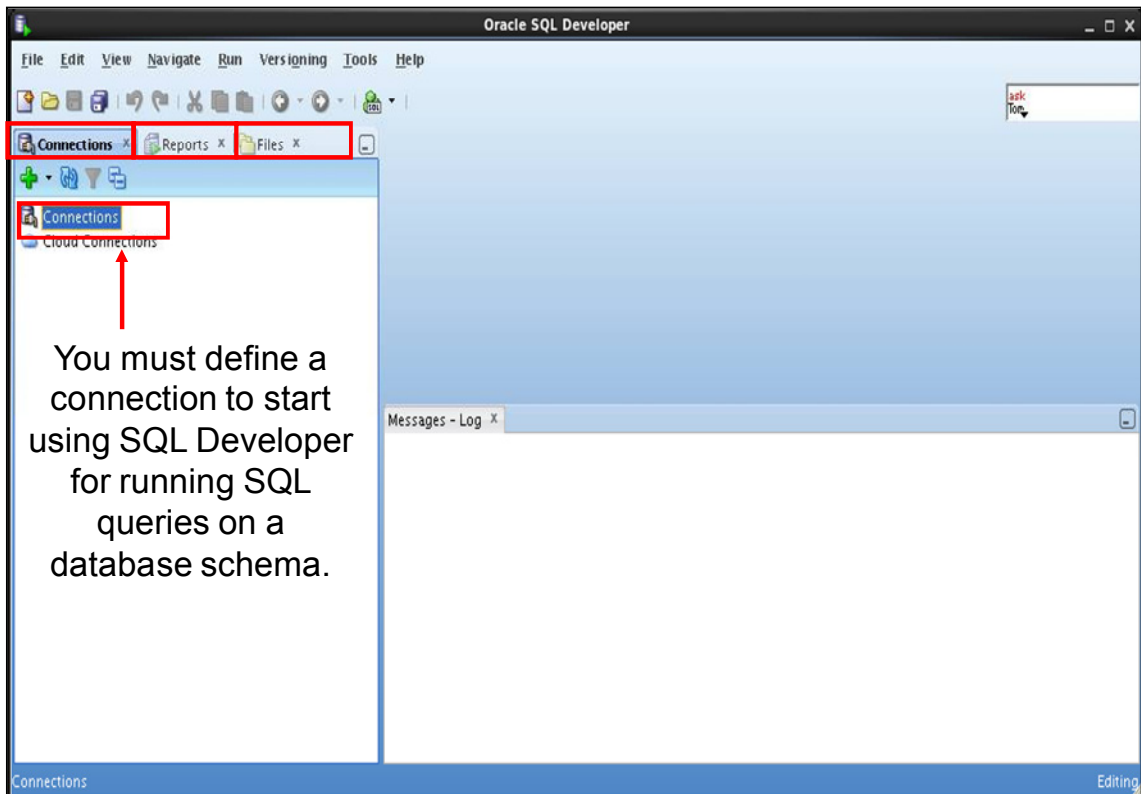 Oracle SQL Developer
File Edit View Navigate Run Versioning Tools Help
SQL
ask
Tom
Connections x Reports x Files x
Connections
Cloud Connections
You must define a
connection to start
using SQL Developer
for running SQL
queries on a
database schema.
Messages - Log x
Connections Editing